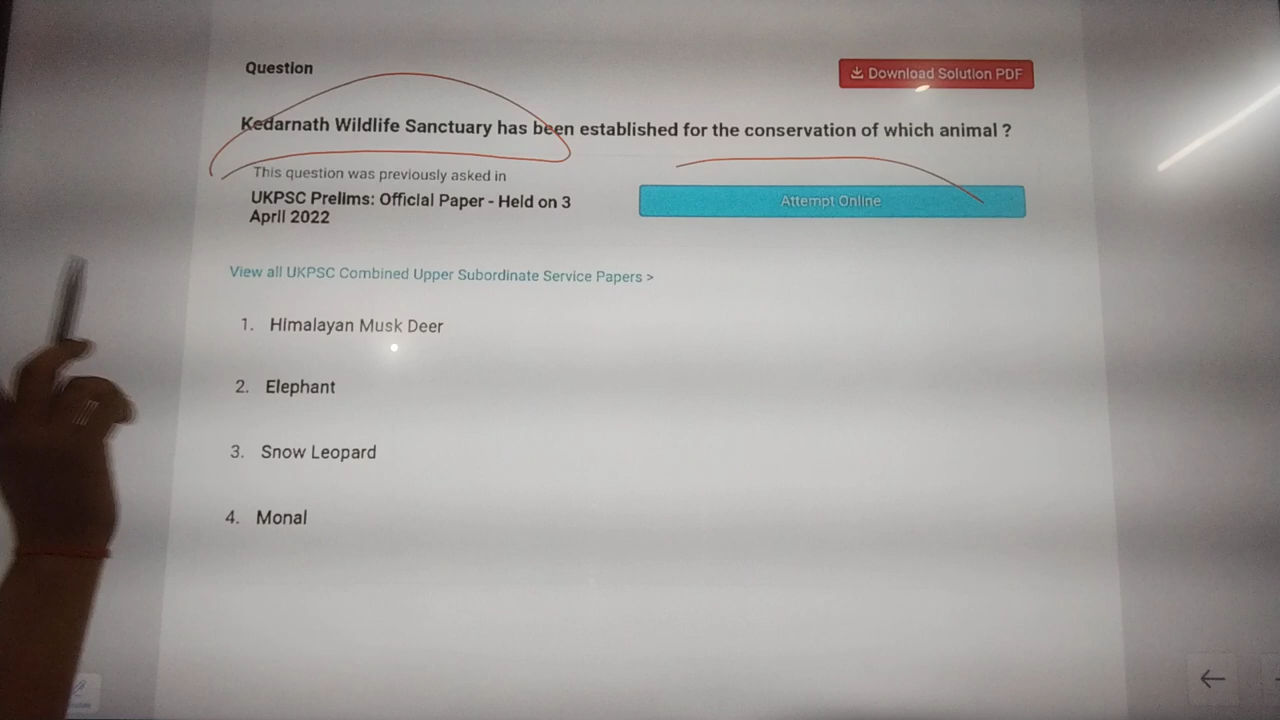 Question
Download Solution PDF
Kedarnath Wildlife Sanctuary has been established for the conservation of which animal ?
This question was previously asked in
UKPSC Prelims: Official Paper - Held on 3
April 2022
Attempt Online
View all UKPSC Combined Upper Subordinate Service Papers >
1. Himalayan Musk Deer
2. Elephant
3. Snow Leopard
4. Monal